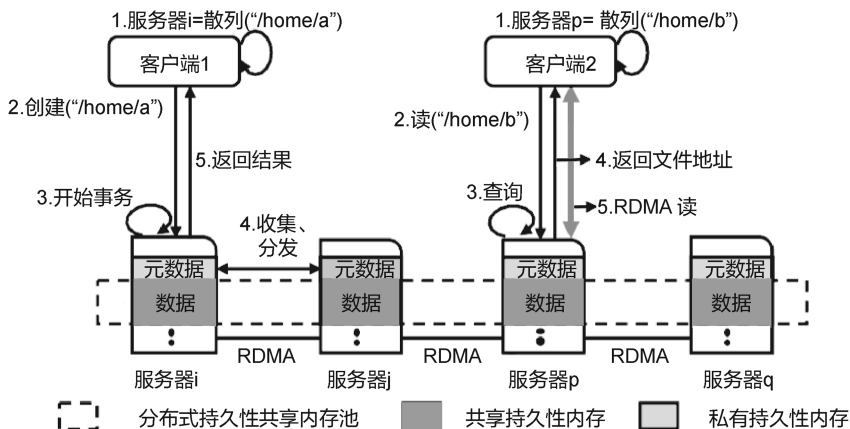 1.服务器i=散列(“/home/a”)
1.服务器p= 散列(“/home/b”)
客户端1
客户端2
2.创建(“/home/a”)
2.读(“/home/b”)
5.返回结果
4.返回文件地址
3.开始事务
3.查询
5.RDMA 读
4.收集、
分发
元数据
元数据
元数据
元数据
数据
数据
数据
数据
RDMA
RDMA
RDMA
服务器i
服务器j
服务器p
服务器q
分布式持久性共享内存池
共享持久性内存
私有持久性内存